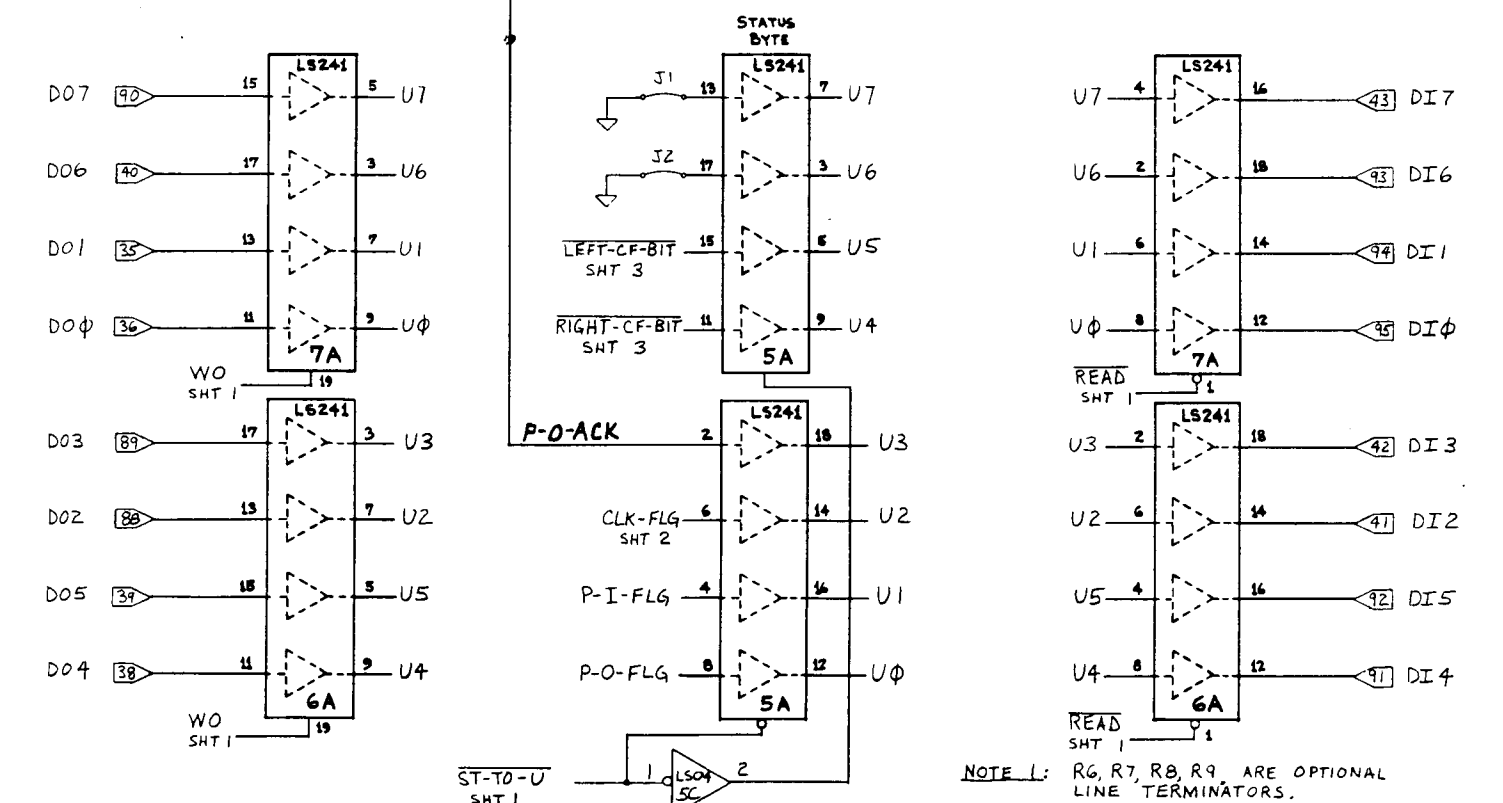 LS241
DO7 90 15 5 U7
DO6 40 17 3 U6
DO1 35 13 7 U1
DOϕ 36 11 9 Uϕ
7A
WO
SHT 1
19
LS241
DO3 89 17 3 U3
DO2 88 13 7 U2
DO5 39 15 5 U5
DO4 38 11 9 U4
6A
WO
SHT 1
19
STATUS
BYTE
LS241
J1 13 7 U7
J2 17 3 U6
LEFT-CF-BIT 15 5 U5
SHT 3
RIGHT-CF-BIT 11 9 U4
SHT 3
5A
LS241
P-O-ACK 2 18 U3
CLK-FLG 6 14 U2
SHT 2
P-I-FLG 4 16 U1
P-O-FLG 8 12 Uϕ
5A
ST-TO-U 1 LS04 2
SHT 1 5C
LS241
U7 4 16 43 DI7
U6 2 18 93 DI6
U1 6 14 94 DI1
Uϕ 8 12 95 DIϕ
7A
READ
SHT 1
1
LS241
U3 2 18 42 DI3
U2 6 14 41 DI2
U5 4 16 92 DI5
U4 8 12 91 DI4
6A
READ
SHT 1
1
NOTE 1: R6, R7, R8, R9, ARE OPTIONAL
LINE TERMINATORS.